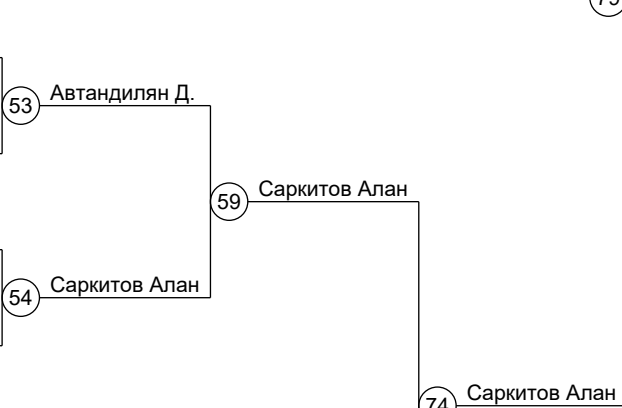 53 Автандилян Д.
59 Саркитов Алан
54 Саркитов Алан
74 Саркитов Алан